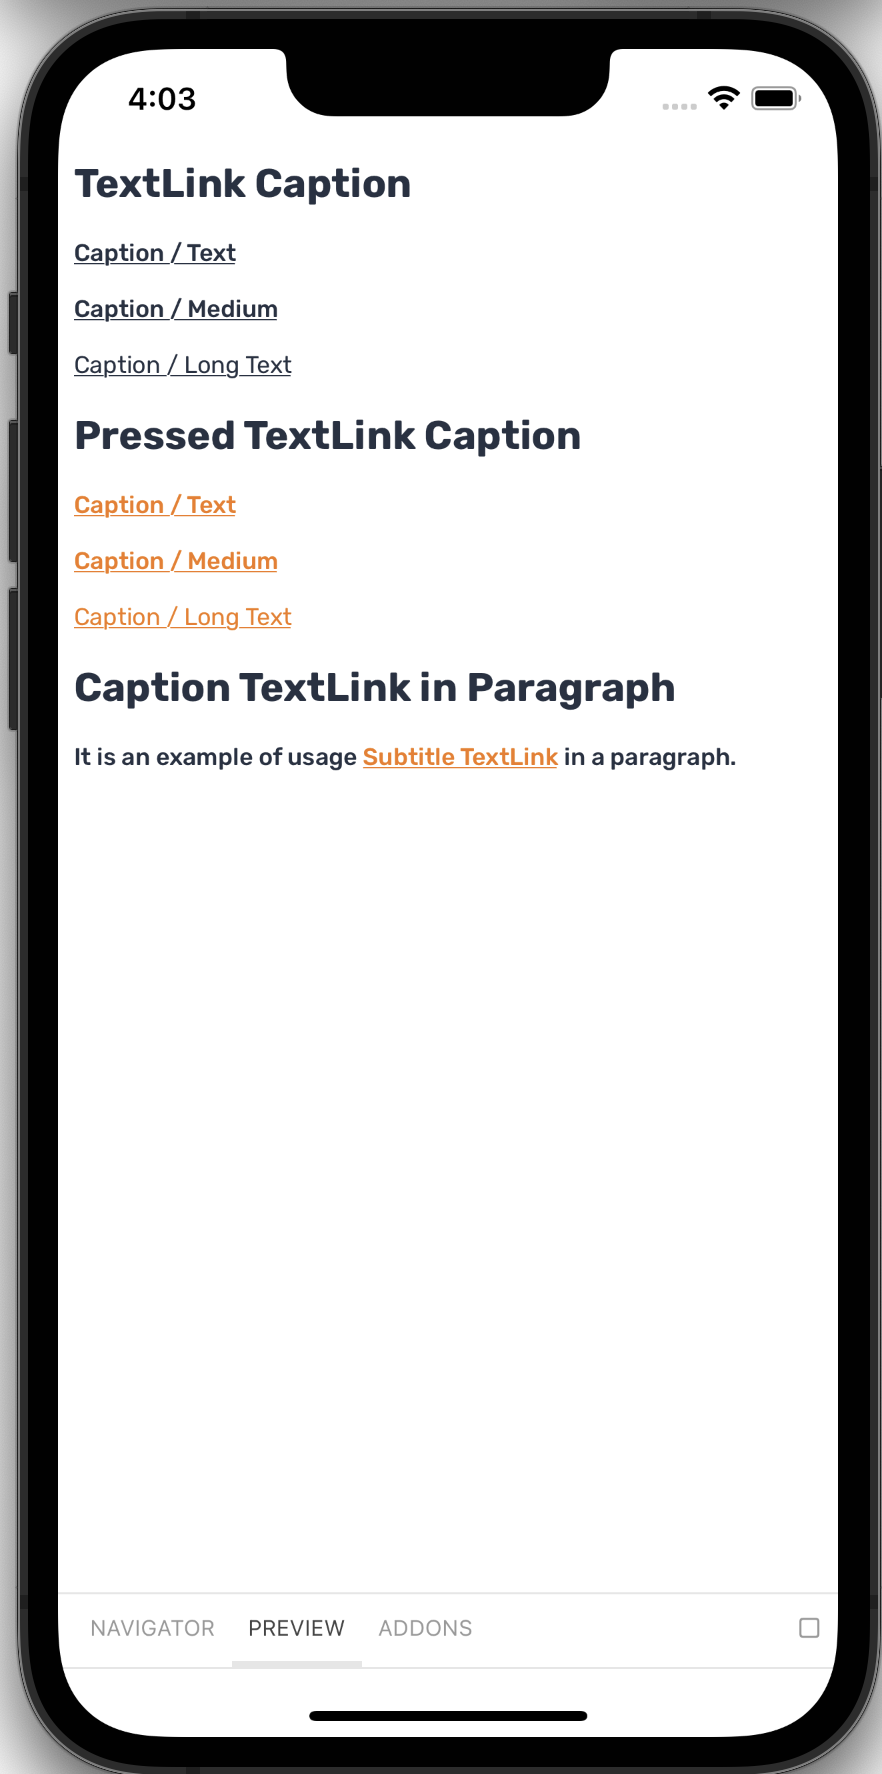 4:03
TextLink Caption
Caption / Text
Caption / Medium
Caption / Long Text
Pressed TextLink Caption
Caption / Text
Caption / Medium
Caption / Long Text
Caption TextLink in Paragraph
It is an example of usage Subtitle TextLink in a paragraph.
NAVIGATOR PREVIEW ADDONS